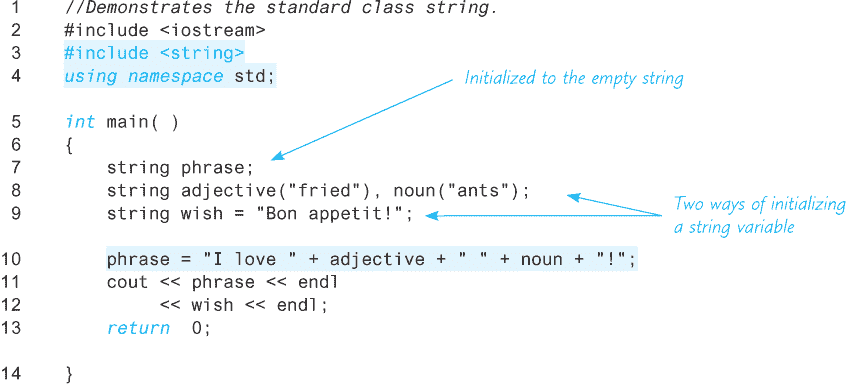 1 //Demonstrates the standard class string.
2 #include <iostream>
3 #include <string>
4 using namespace std;
Initialized to the empty string
5 int main( )
6 {
7 string phrase;
8 string adjective("fried"), noun("ants");
9 string wish = "Bon appetit!";
Two ways of initializing
a string variable
10 phrase = "I love " + adjective + " " + noun + "!";
11 cout << phrase << endl
12 << wish << endl;
13 return 0;
14 }